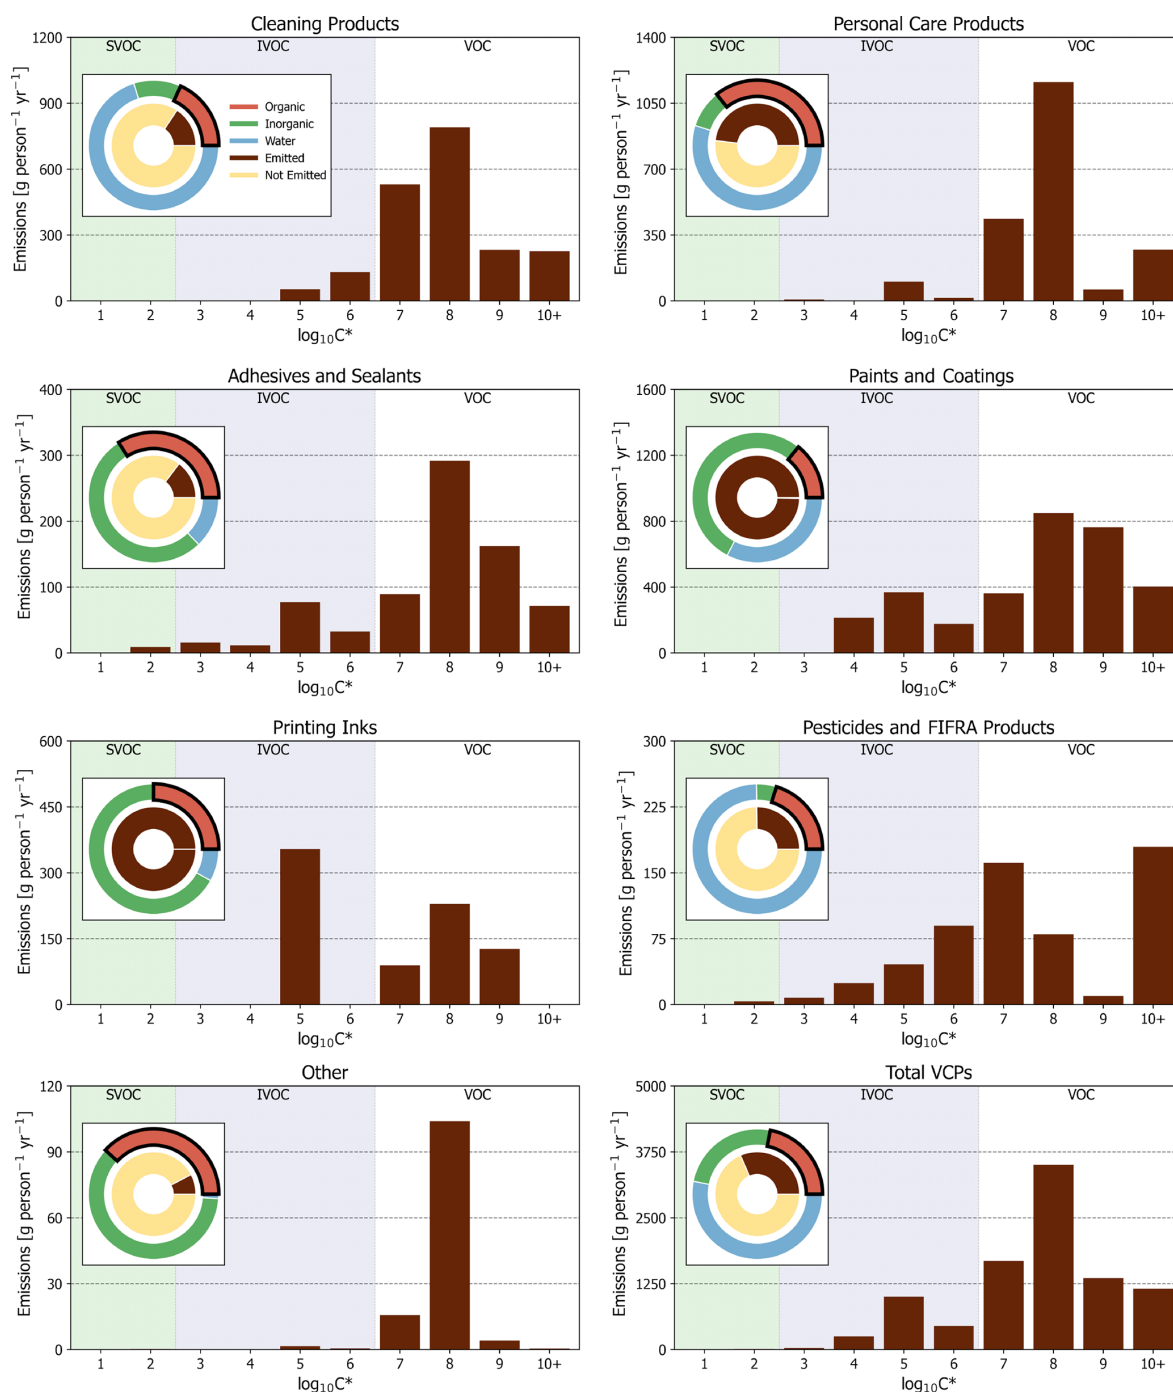 Cleaning Products
SVOC IVOC VOC
1200
900
600
300
0
Emissions [g person⁻¹ yr⁻¹]
Organic
Inorganic
Water
Emitted
Not Emitted
1 2 3 4 5 6 7 8 9 10+
log₁₀C*
Personal Care Products
SVOC IVOC VOC
1400
1050
700
350
0
Emissions [g person⁻¹ yr⁻¹]
1 2 3 4 5 6 7 8 9 10+
log₁₀C*
Adhesives and Sealants
SVOC IVOC VOC
400
300
200
100
0
Emissions [g person⁻¹ yr⁻¹]
1 2 3 4 5 6 7 8 9 10+
log₁₀C*
Paints and Coatings
SVOC IVOC VOC
1600
1200
800
400
0
Emissions [g person⁻¹ yr⁻¹]
1 2 3 4 5 6 7 8 9 10+
log₁₀C*
Printing Inks
SVOC IVOC VOC
600
450
300
150
0
Emissions [g person⁻¹ yr⁻¹]
1 2 3 4 5 6 7 8 9 10+
log₁₀C*
Pesticides and FIFRA Products
SVOC IVOC VOC
300
225
150
75
0
Emissions [g person⁻¹ yr⁻¹]
1 2 3 4 5 6 7 8 9 10+
log₁₀C*
Other
SVOC IVOC VOC
120
90
60
30
0
Emissions [g person⁻¹ yr⁻¹]
1 2 3 4 5 6 7 8 9 10+
log₁₀C*
Total VCPs
SVOC IVOC VOC
5000
3750
2500
1250
0
Emissions [g person⁻¹ yr⁻¹]
1 2 3 4 5 6 7 8 9 10+
log₁₀C*